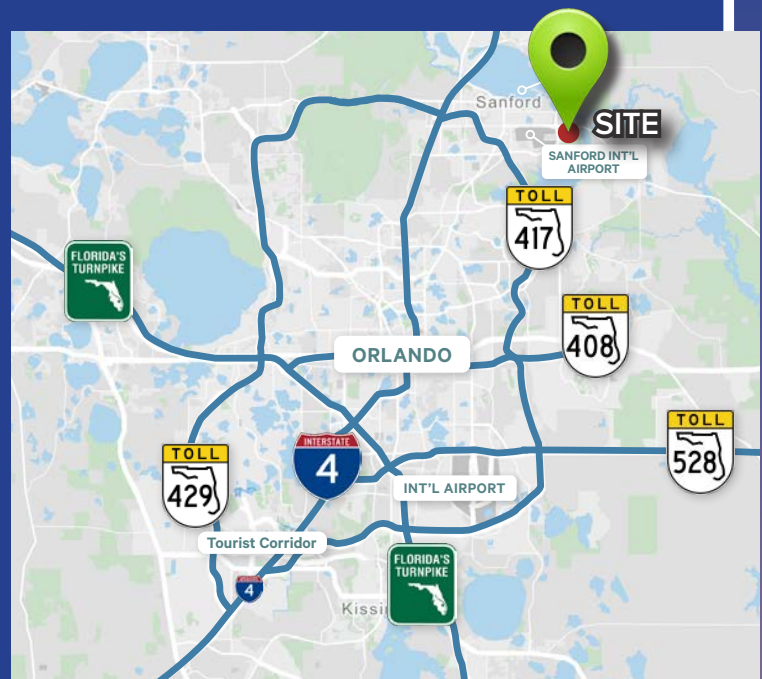 Sanford
SITE
SANFORD INT'L
AIRPORT
TOLL
417
FLORIDA'S
TURNPIKE
TOLL
408
ORLANDO
TOLL
528
INTERSTATE
4
TOLL
429
INT'L AIRPORT
Tourist Corridor
FLORIDA'S
TURNPIKE
4
Kissi